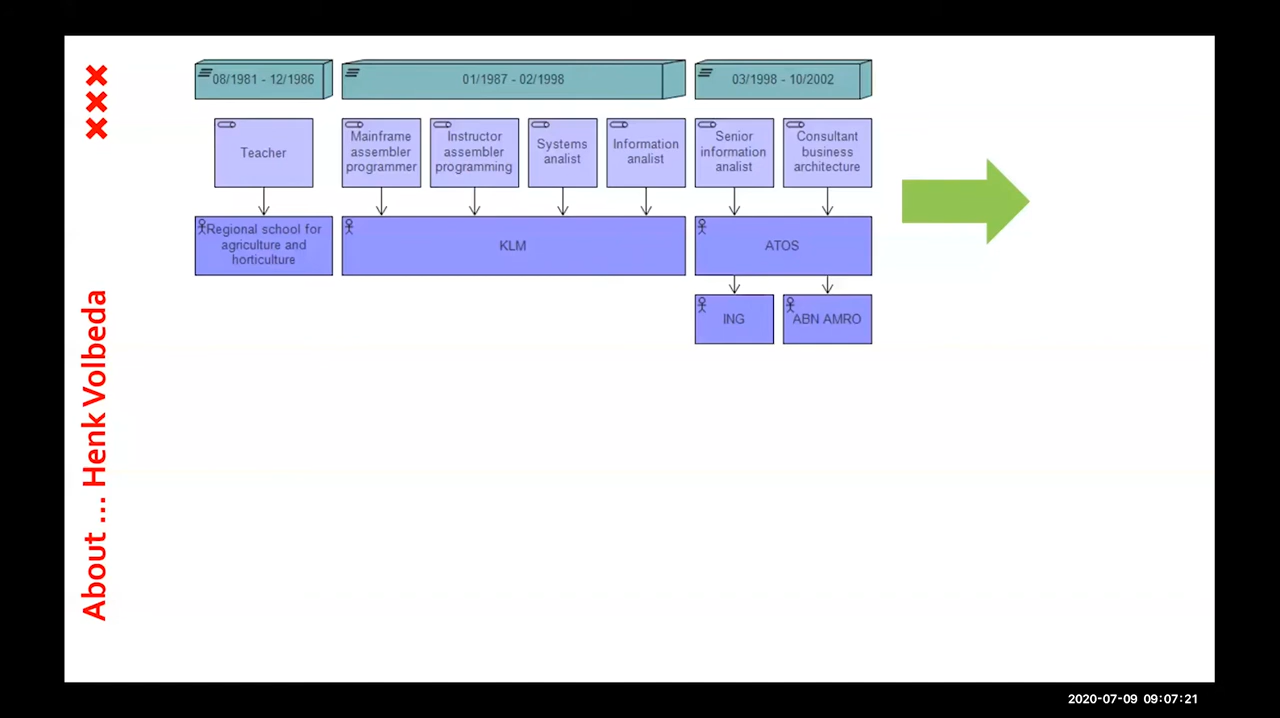 08/1981 - 12/1986
01/1987 - 02/1998
03/1998 - 10/2002
Teacher
Mainframe
assembler
programmer
Instructor
assembler
programming
Systems
analist
Information
analist
Senior
information
analist
Consultant
business
architecture
Regional school for
agriculture and
horticulture
KLM
ATOS
ING
ABN AMRO
About ... Henk Volbeda
2020-07-09 09:07:21